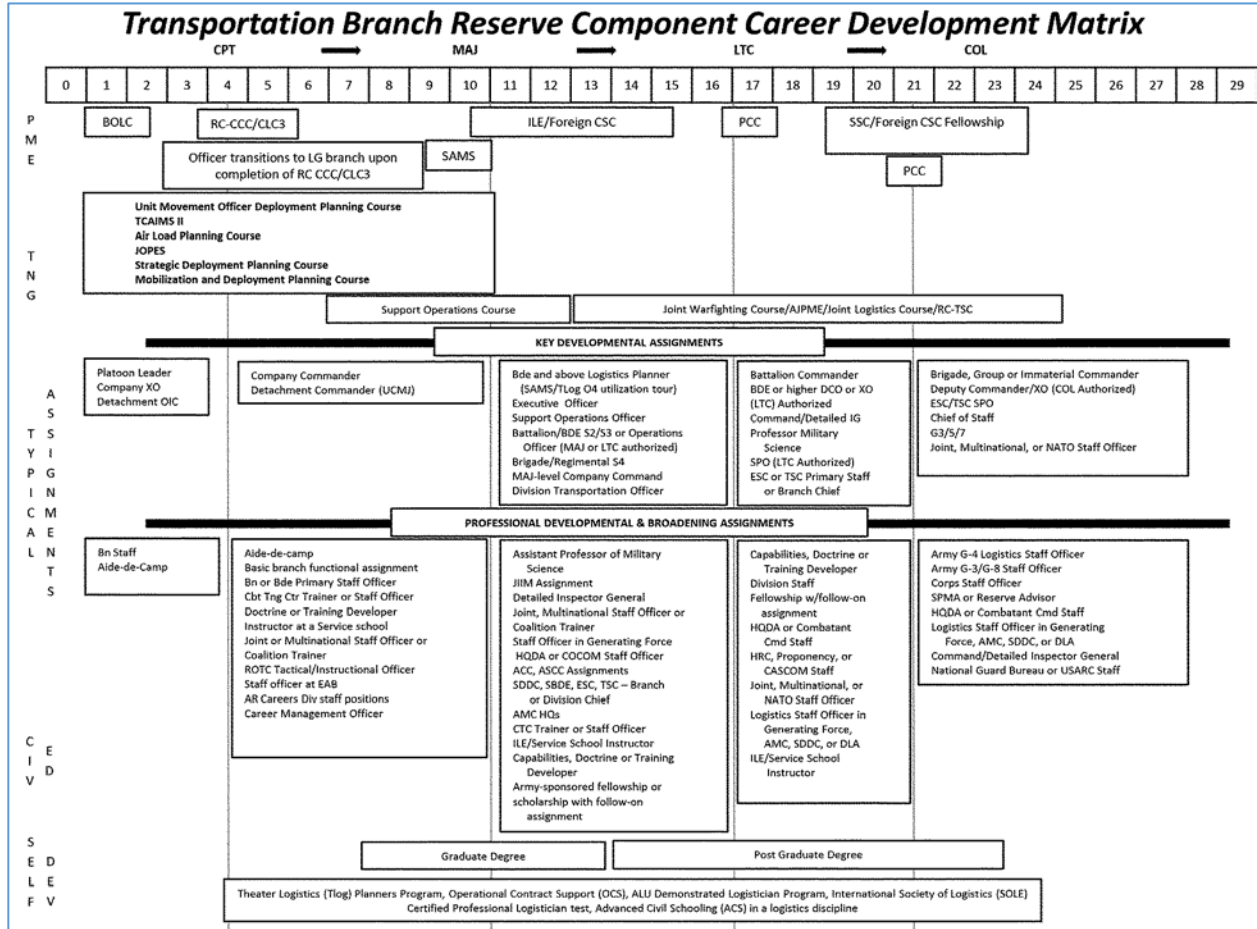 Transportation Branch Reserve Component Career Development Matrix
CPT MAJ LTC COL
0 1 2 3 4 5 6 7 8 9 10 11 12 13 14 15 16 17 18 19 20 21 22 23 24 25 26 27 28 29
PME
BOLC
RC-CCC/CLC3
ILE/Foreign CSC
PCC
SSC/Foreign CSC Fellowship
Officer transitions to LG branch upon
completion of RC CCC/CLC3
SAMS
PCC
TNG
Unit Movement Officer Deployment Planning Course
TCAIMS II
Air Load Planning Course
JOPES
Strategic Deployment Planning Course
Mobilization and Deployment Planning Course
Support Operations Course
Joint Warfighting Course/AJPME/Joint Logistics Course/RC-TSC
TYPICAL
ASSIGNMENTS
KEY DEVELOPMENTAL ASSIGNMENTS
Platoon Leader
Company XO
Detachment OIC
Company Commander
Detachment Commander (UCMJ)
Bde and above Logistics Planner
(SAMS/TLog O4 utilization tour)
Executive Officer
Support Operations Officer
Battalion/BDE S2/S3 or Operations
Officer (MAJ or LTC authorized)
Brigade/Regimental S4
MAJ-level Company Command
Division Transportation Officer
Battalion Commander
BDE or higher DCO or XO
(LTC) Authorized
Command/Detailed IG
Professor Military
Science
SPO (LTC Authorized)
ESC or TSC Primary Staff
or Branch Chief
Brigade, Group or Immaterial Commander
Deputy Commander/XO (COL Authorized)
ESC/TSC SPO
Chief of Staff
G3/5/7
Joint, Multinational, or NATO Staff Officer
PROFESSIONAL DEVELOPMENTAL & BROADENING ASSIGNMENTS
Bn Staff
Aide-de-Camp
Aide-de-camp
Basic branch functional assignment
Bn or Bde Primary Staff Officer
Cbt Tng Ctr Trainer or Staff Officer
Doctrine or Training Developer
Instructor at a Service school
Joint or Multinational Staff Officer or
Coalition Trainer
ROTC Tactical/Instructional Officer
Staff officer at EAB
AR Careers Div staff positions
Career Management Officer
Assistant Professor of Military
Science
JIIM Assignment
Detailed Inspector General
Joint, Multinational Staff Officer or
Coalition Trainer
Staff Officer in Generating Force
HQDA or COCOM Staff Officer
ACC, ASCC Assignments
SDDC, SBDE, ESC, TSC – Branch
or Division Chief
AMC HQs
CTC Trainer or Staff Officer
ILE/Service School Instructor
Capabilities, Doctrine or Training
Developer
Army-sponsored fellowship or
scholarship with follow-on
assignment
Capabilities, Doctrine or
Training Developer
Division Staff
Fellowship w/follow-on
assignment
HQDA or Combatant
Cmd Staff
HRC, Proponency, or
CASCOM Staff
Joint, Multinational, or
NATO Staff Officer
Logistics Staff Officer in
Generating Force,
AMC, SDDC, or DLA
ILE/Service School
Instructor
Army G-4 Logistics Staff Officer
Army G-3/G-8 Staff Officer
Corps Staff Officer
SPMA or Reserve Advisor
HQDA or Combatant Cmd Staff
Logistics Staff Officer in Generating
Force, AMC, SDDC, or DLA
Command/Detailed Inspector General
National Guard Bureau or USARC Staff
CIV
ED
Graduate Degree
Post Graduate Degree
SELF
DEV
Theater Logistics (Tlog) Planners Program, Operational Contract Support (OCS), ALU Demonstrated Logistician Program, International Society of Logistics (SOLE)
Certified Professional Logistician test, Advanced Civil Schooling (ACS) in a logistics discipline